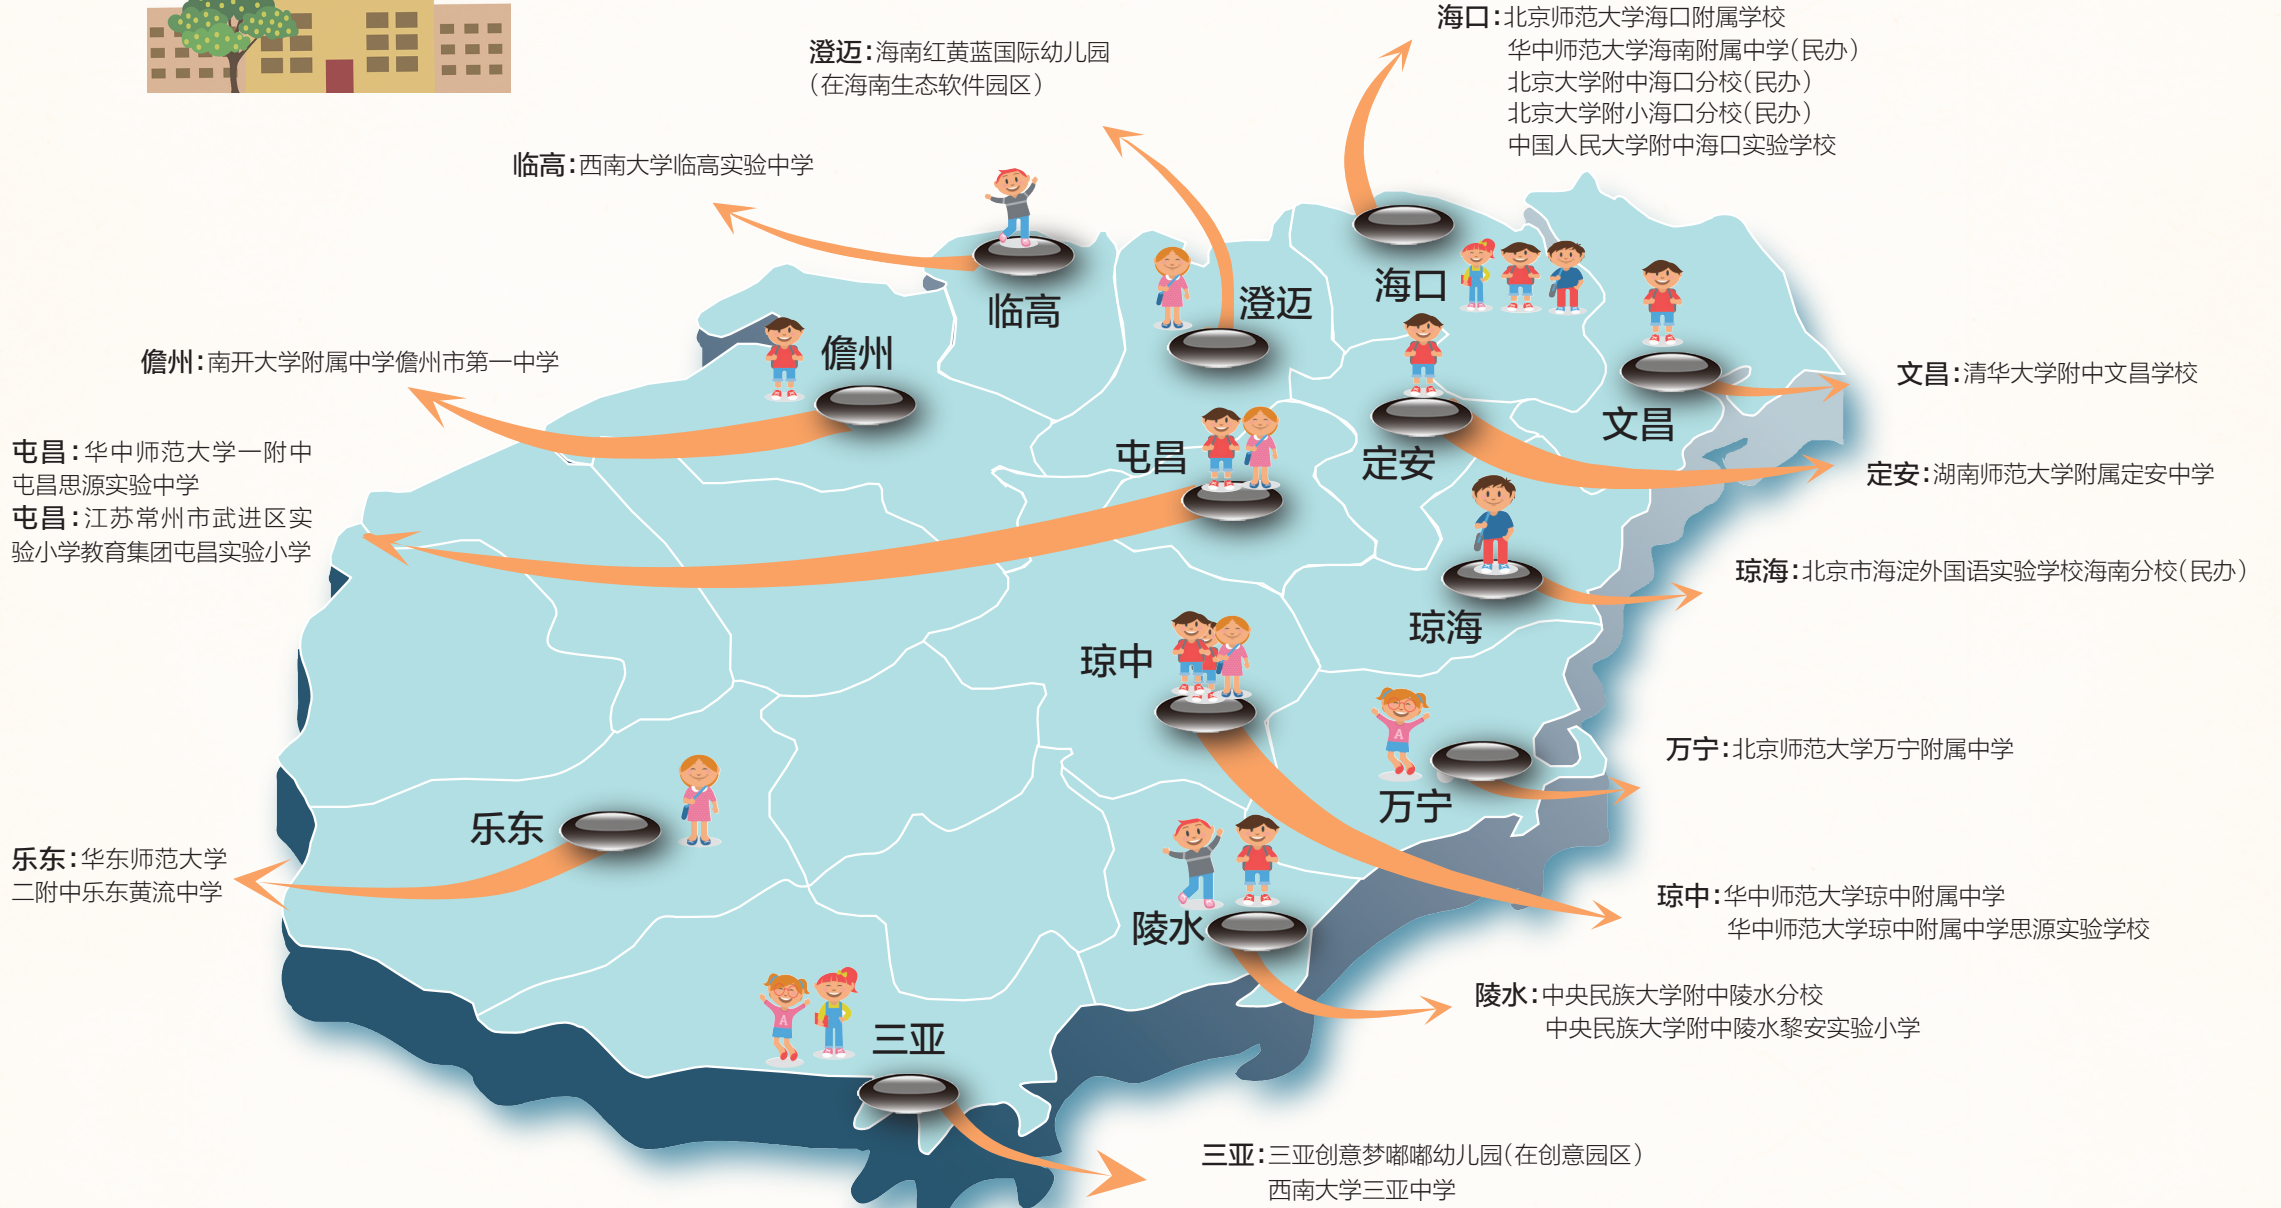 海口：北京师范大学海口附属学校
华中师范大学海南附属中学（民办）
北京大学附中海口分校（民办）
北京大学附小海口分校（民办）
中国人民大学附中海口实验学校
澄迈：海南红黄蓝国际幼儿园
（在海南生态软件园区）
临高：西南大学临高实验中学
儋州：南开大学附属中学儋州市第一中学
屯昌：华中师范大学一附中
屯昌思源实验中学
屯昌：江苏常州市武进区实
验小学教育集团屯昌实验小学
乐东：华东师范大学
二附中乐东黄流中学
文昌：清华大学附中文昌学校
定安：湖南师范大学附属定安中学
琼海：北京市海淀外国语实验学校海南分校（民办）
万宁：北京师范大学万宁附属中学
琼中：华中师范大学琼中附属中学
华中师范大学琼中附属中学思源实验学校
陵水：中央民族大学附中陵水分校
中央民族大学附中陵水黎安实验小学
三亚：三亚创意梦嘟嘟幼儿园（在创意园区）
西南大学三亚中学
海口
临高
澄迈
儋州
文昌
屯昌
定安
琼海
琼中
万宁
A
乐东
陵水
三亚
A